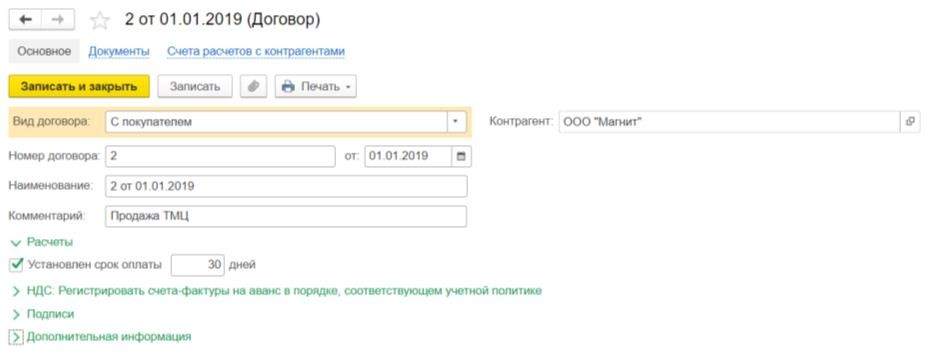 2 от 01.01.2019 (Договор)
Основное Документы Счета расчетов с контрагентами
Записать и закрыть Записать Печать
Вид договора: С покупателем Контрагент: ООО "Магнит"
Номер договора: 2 от: 01.01.2019
Наименование: 2 от 01.01.2019
Комментарий: Продажа ТМЦ
Расчеты
Установлен срок оплаты 30 дней
НДС: Регистрировать счета-фактуры на аванс в порядке, соответствующем учетной политике
Подписи
Дополнительная информация